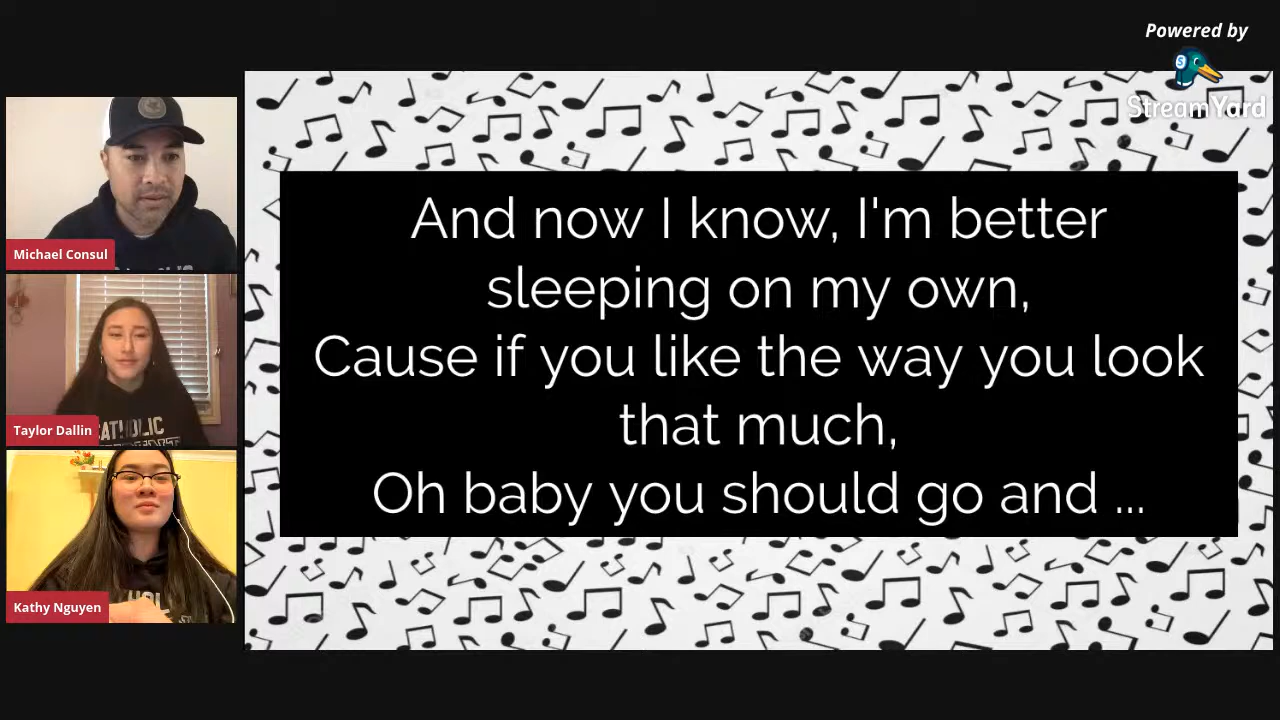 Powered by
StreamYard
Michael Consul
Taylor Dallin
CATHOLIC
Kathy Nguyen
And now I know, I'm better
sleeping on my own,
Cause if you like the way you look
that much,
Oh baby you should go and ...